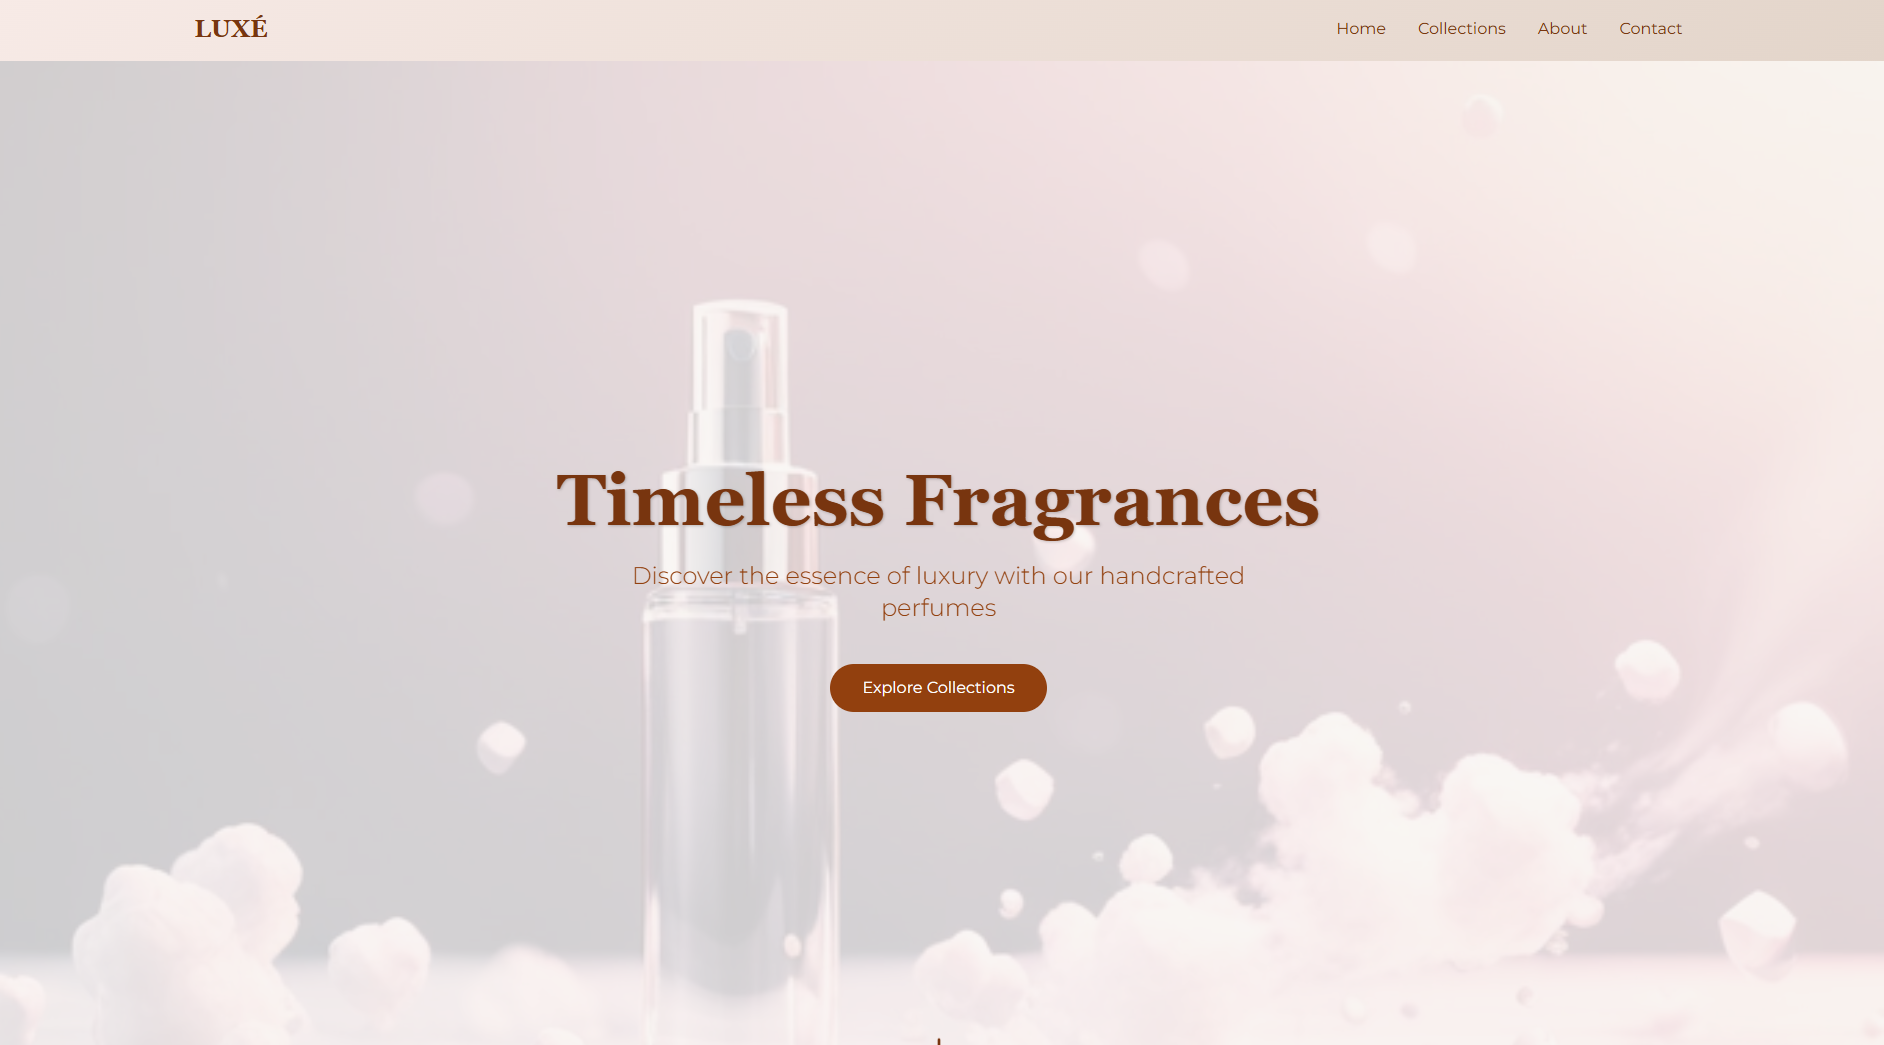 LUXÉ
Home Collections About Contact
Timeless Fragrances
Discover the essence of luxury with our handcrafted
perfumes
Explore Collections